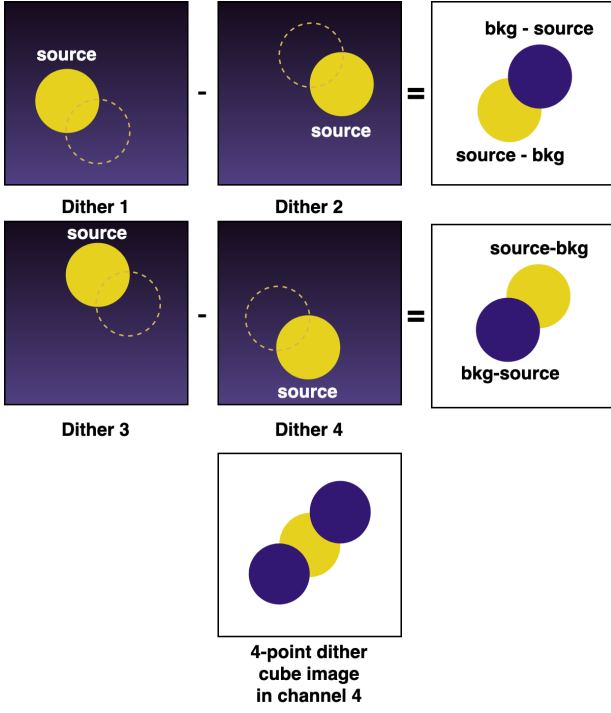 source
-
source
=
bkg - source
source - bkg
Dither 1
Dither 2
source
-
source
=
source-bkg
bkg-source
Dither 3
Dither 4
4-point dither
cube image
in channel 4